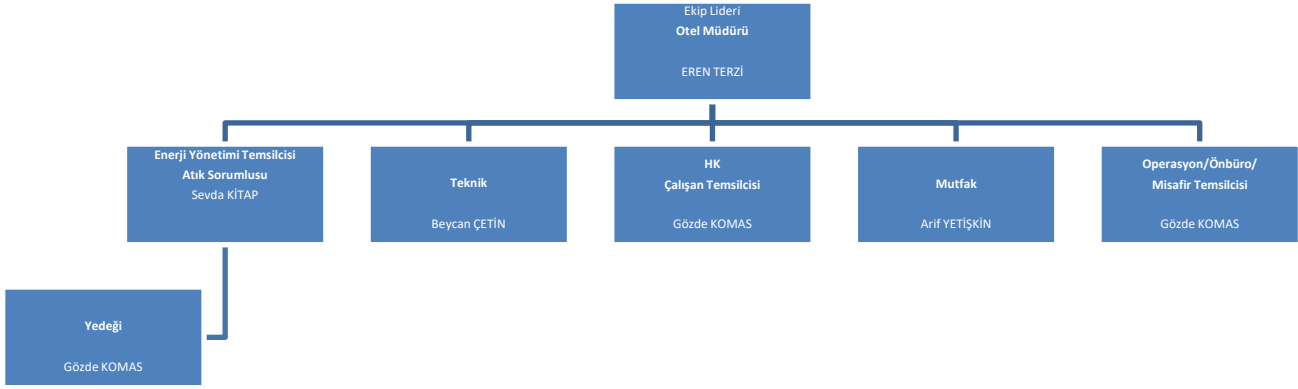 Ekip Lideri
Otel Müdürü
EREN TERZİ
Enerji Yönetimi Temsilcisi
Atık Sorumlusu
Sevda KİTAP
Teknik
Beycan ÇETİN
HK
Çalışan Temsilcisi
Gözde KOMAS
Mutfak
Arif YETİŞKİN
Operasyon/Önbüro/
Misafir Temsilcisi
Gözde KOMAS
Yedeği
Gözde KOMAS